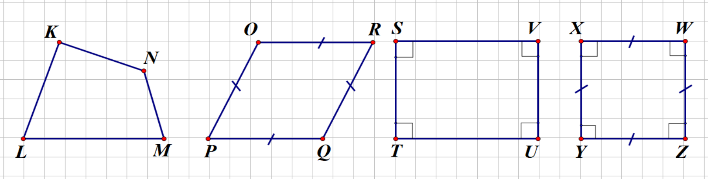 K N L M
O R P Q
S V T U
X W Y Z